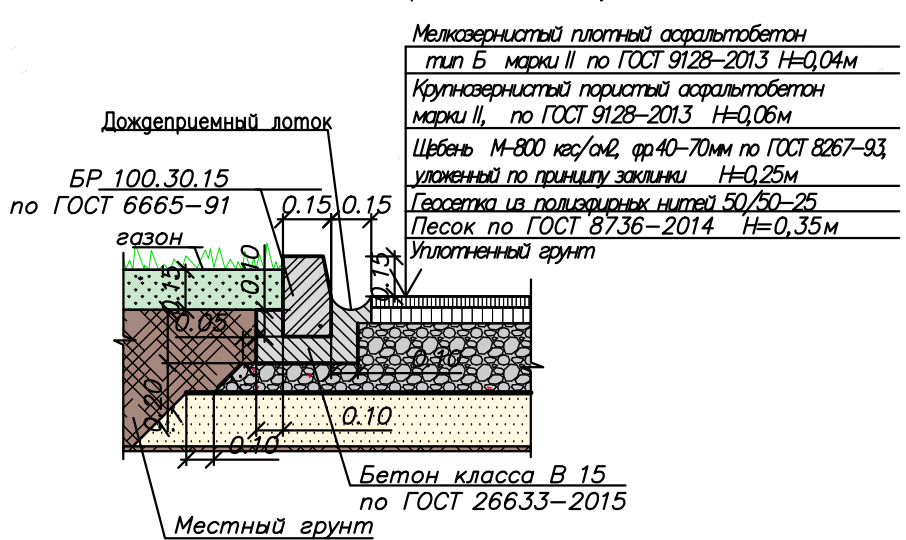 Мелкозернистый плотный асфальтобетон
тип Б марки II по ГОСТ 9128-2013 H=0,04м
Крупнозернистый пористый асфальтобетон
марки II, по ГОСТ 9128-2013 H=0,06м
Щебень М-800 кгс/см2, фр.40-70мм по ГОСТ 8267-93,
уложенный по принципу заклинки H=0,25м
Геосетка из полиэфирных нитей 50/50-25
Песок по ГОСТ 8736-2014 H=0,35м
Уплотненный грунт
Дождеприемный лоток
БР 100.30.15
по ГОСТ 6665-91
0.15 0.15
газон
0.15
0.10
0.15
0.05
0.10
0.20
0.10
0.10
Бетон класса В 15
по ГОСТ 26633-2015
Местный грунт